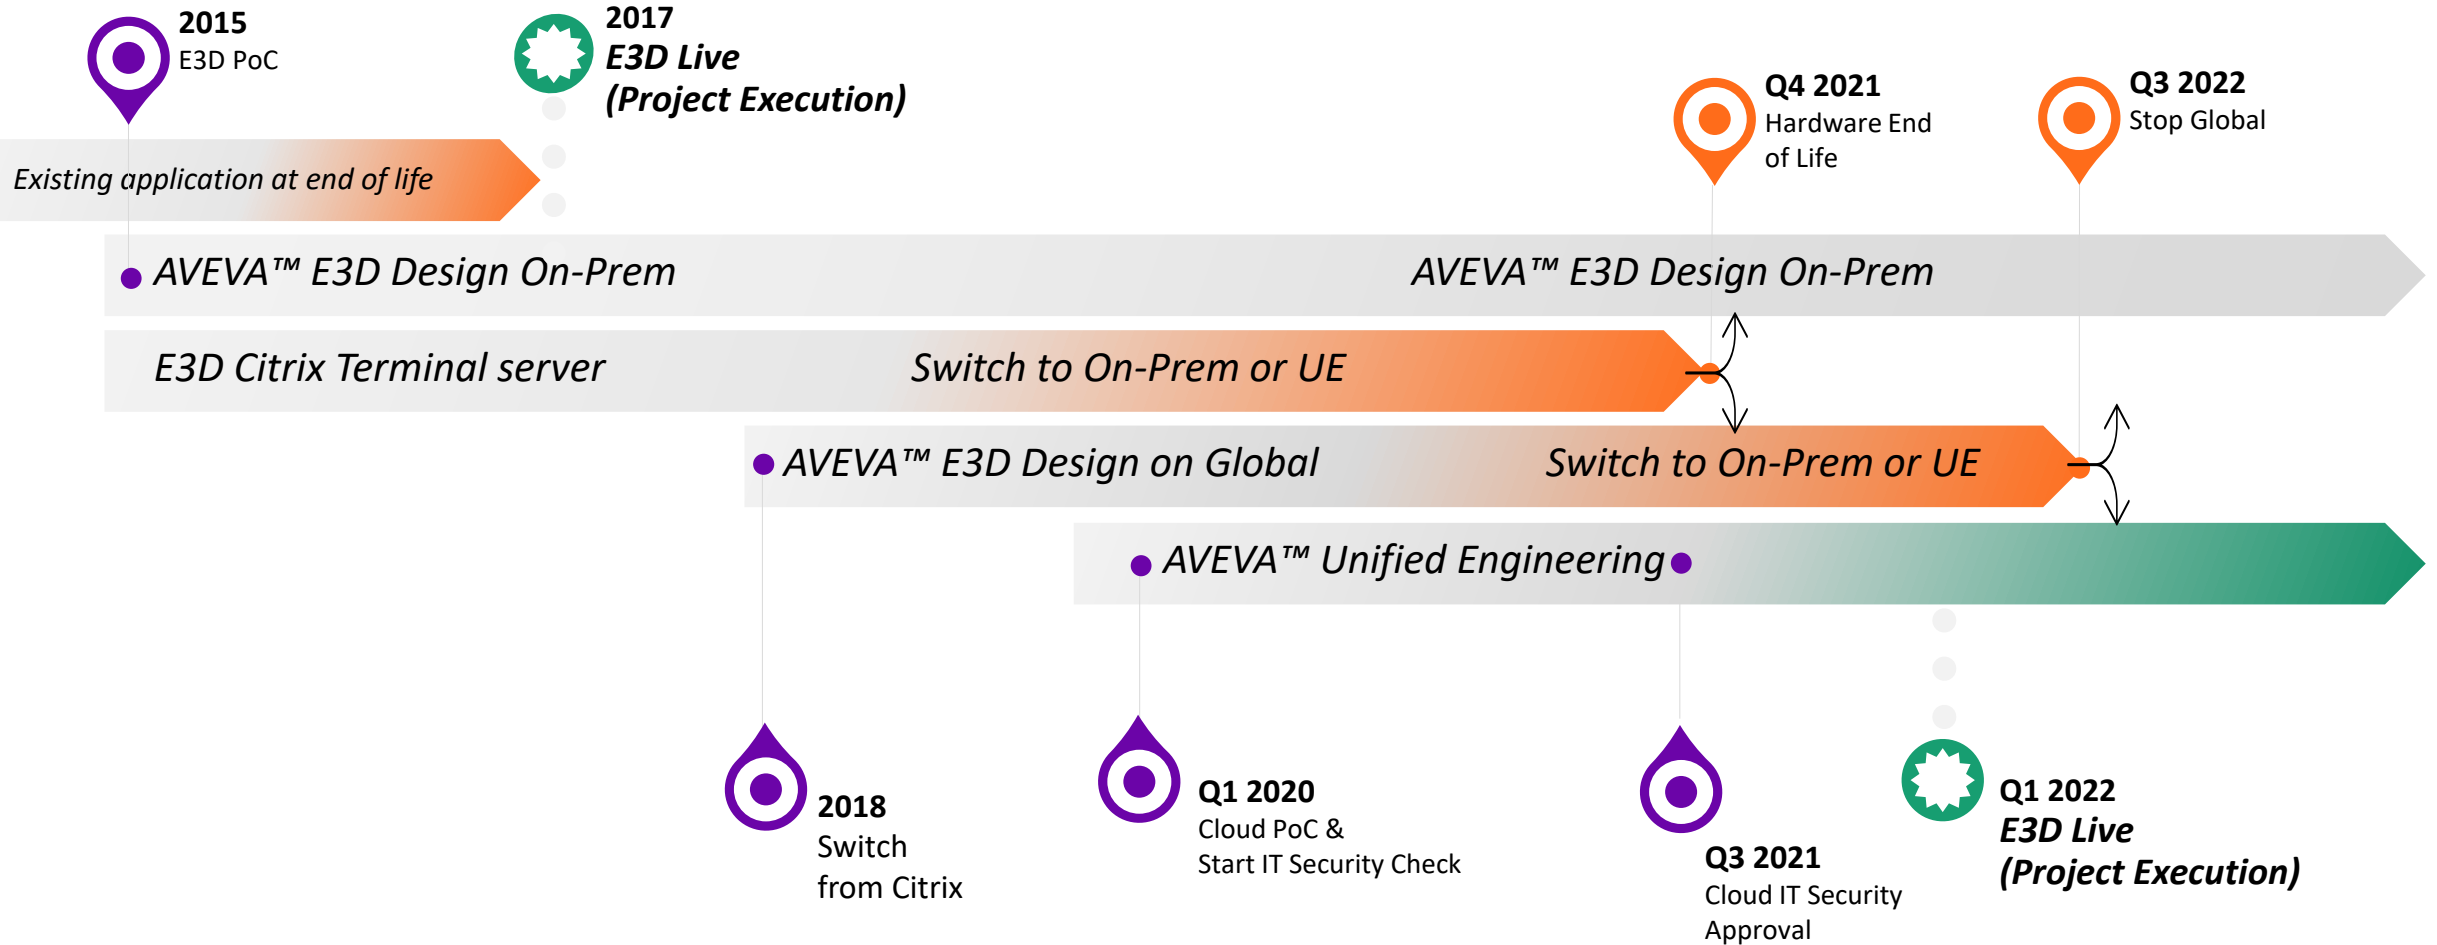 2015
E3D PoC
2017
E3D Live
(Project Execution)
Q4 2021
Hardware End
of Life
Q3 2022
Stop Global
Existing application at end of life
AVEVA™ E3D Design On-Prem
AVEVA™ E3D Design On-Prem
E3D Citrix Terminal server
Switch to On-Prem or UE
AVEVA™ E3D Design on Global
Switch to On-Prem or UE
AVEVA™ Unified Engineering
2018
Switch
from Citrix
Q1 2020
Cloud PoC &
Start IT Security Check
Q3 2021
Cloud IT Security
Approval
Q1 2022
E3D Live
(Project Execution)